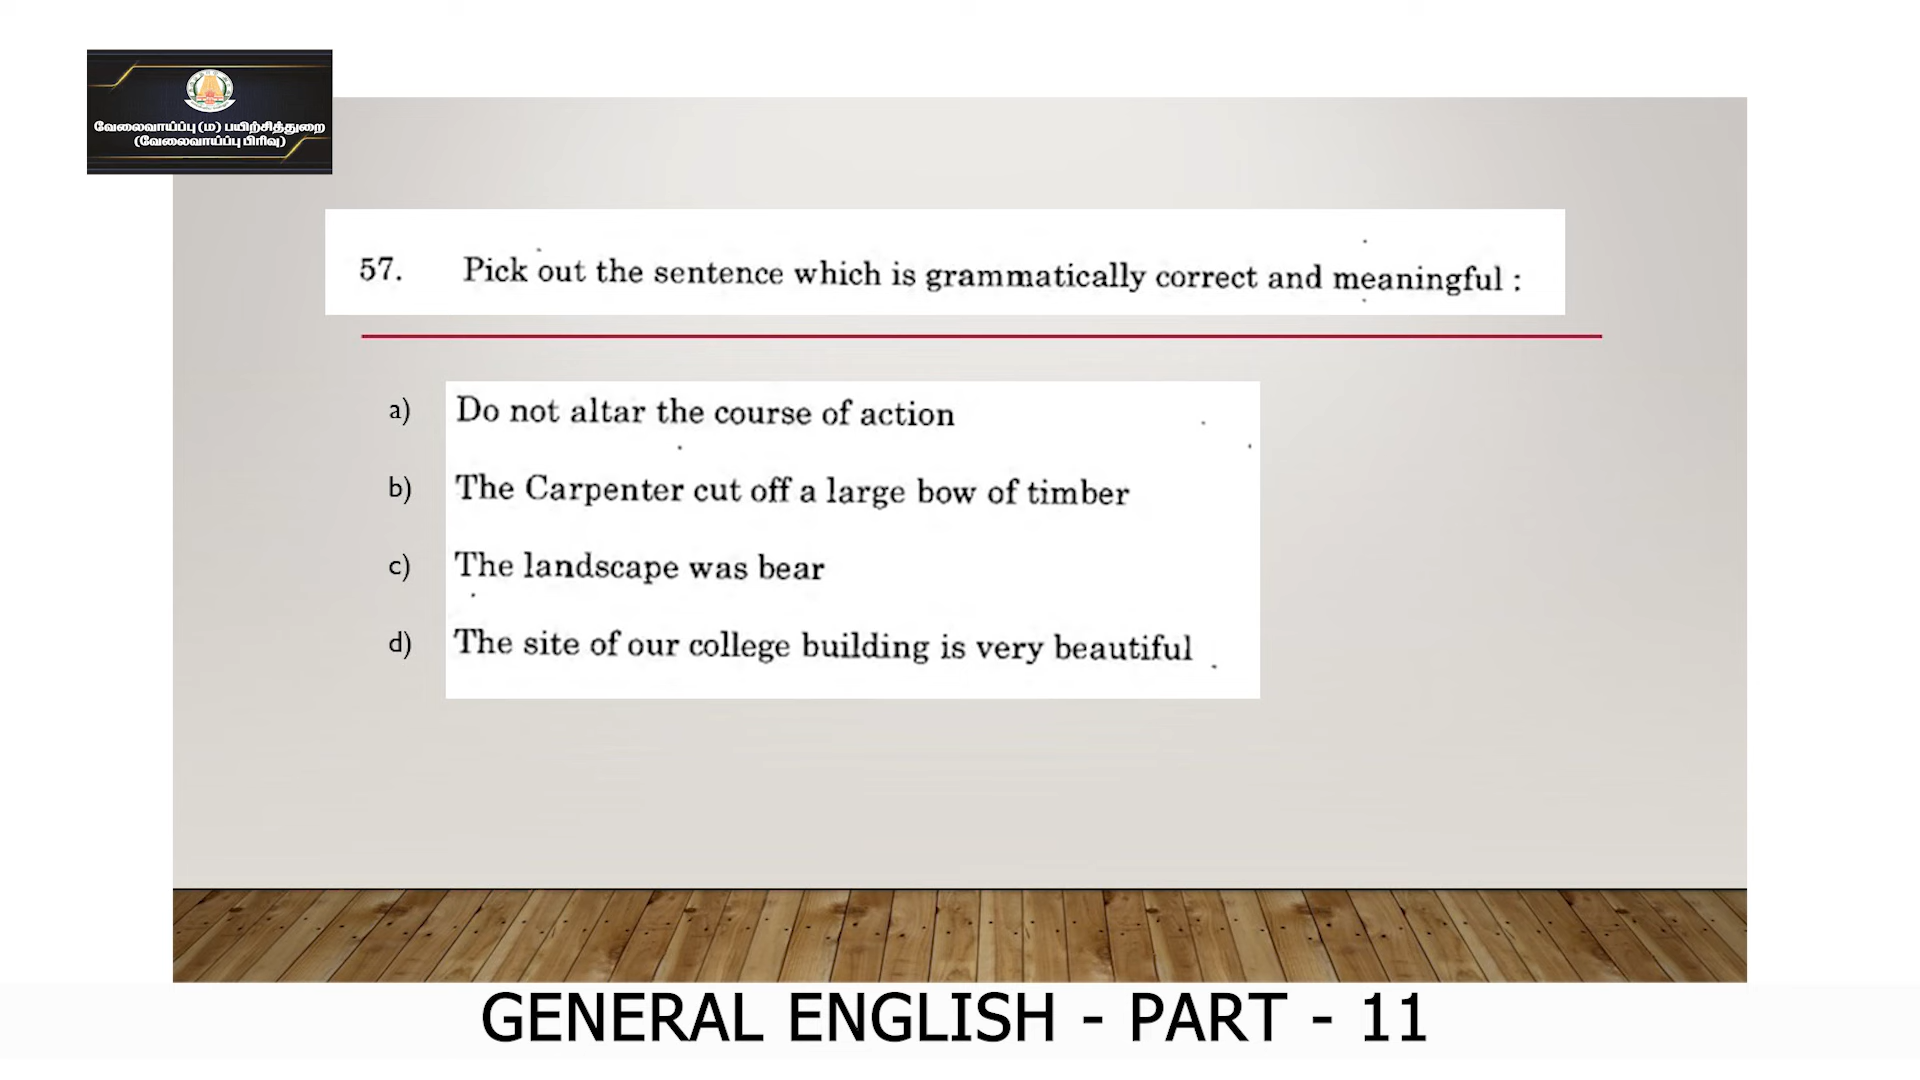 வேலைவாய்ப்பு (ம) பயிற்சித்துறை
(வேலைவாய்ப்பு பிரிவு)
57. Pick out the sentence which is grammatically correct and meaningful :
a) Do not altar the course of action
b) The Carpenter cut off a large bow of timber
c) The landscape was bear
d) The site of our college building is very beautiful
GENERAL ENGLISH - PART - 11